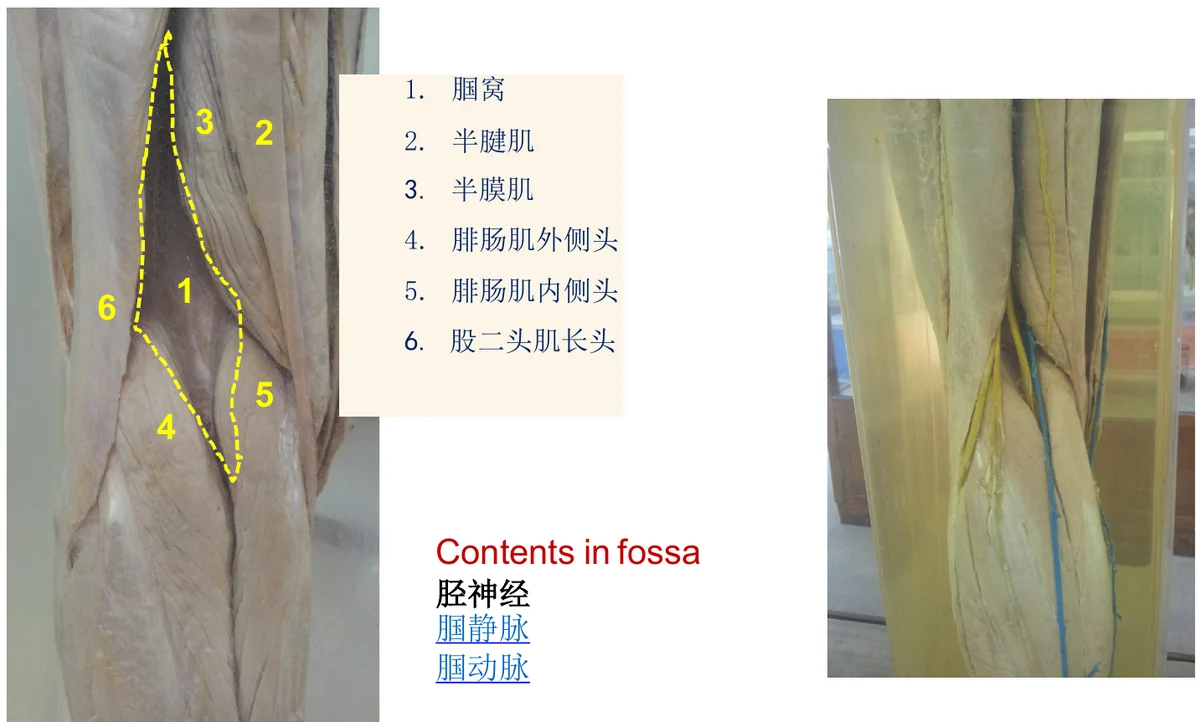 3
2
1
6
5
4
1. 腘窝
2. 半腱肌
3. 半膜肌
4. 腓肠肌外侧头
5. 腓肠肌内侧头
6. 股二头肌长头
Contents in fossa
胫神经
腘静脉
腘动脉